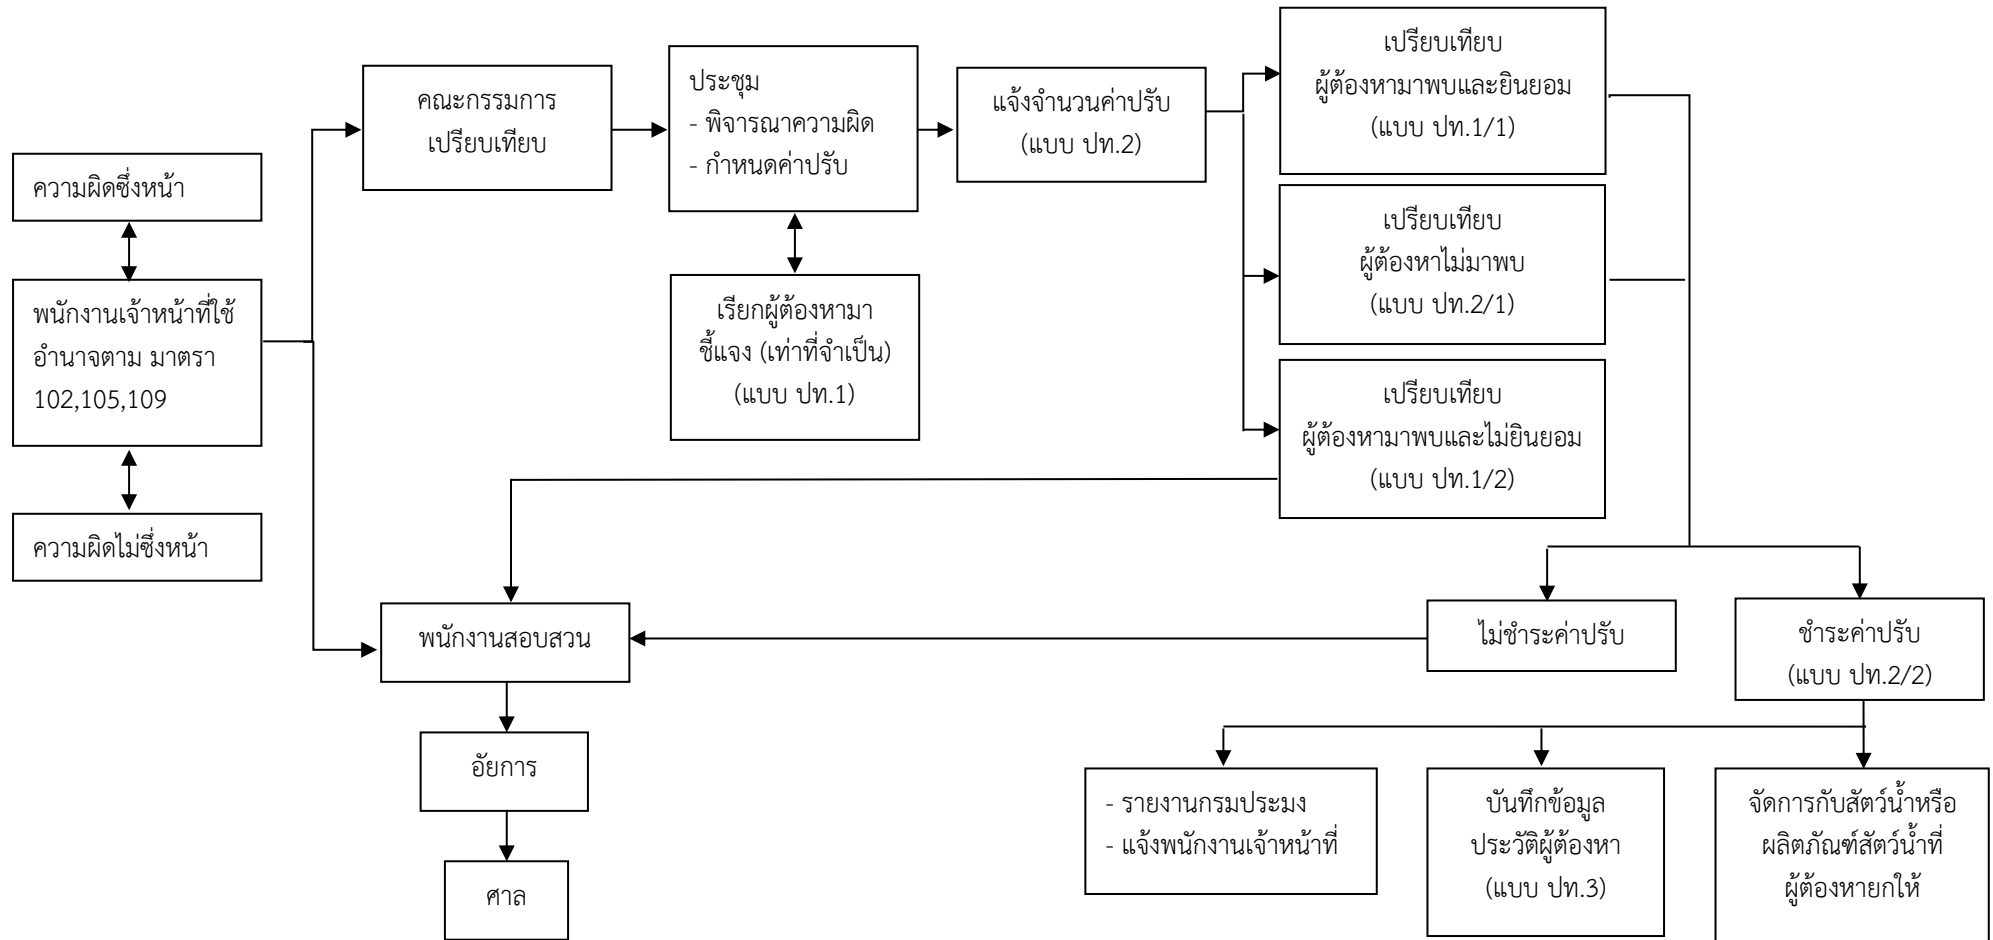 ความผิดซึ่งหน้า
พนักงานเจ้าหน้าที่ใช้
อำนาจตาม มาตรา
102,105,109
ความผิดไม่ซึ่งหน้า
คณะกรรมการ
เปรียบเทียบ
ประชุม
- พิจารณาความผิด
- กำหนดค่าปรับ
เรียกผู้ต้องหามา
ชี้แจง (เท่าที่จำเป็น)
(แบบ ปท.1)
แจ้งจำนวนค่าปรับ
(แบบ ปท.2)
เปรียบเทียบ
ผู้ต้องหามาพบและยินยอม
(แบบ ปท.1/1)
เปรียบเทียบ
ผู้ต้องหาไม่มาพบ
(แบบ ปท.2/1)
เปรียบเทียบ
ผู้ต้องหามาพบและไม่ยินยอม
(แบบ ปท.1/2)
พนักงานสอบสวน
ไม่ชำระค่าปรับ
ชำระค่าปรับ
(แบบ ปท.2/2)
อัยการ
ศาล
- รายงานกรมประมง
- แจ้งพนักงานเจ้าหน้าที่
บันทึกข้อมูล
ประวัติผู้ต้องหา
(แบบ ปท.3)
จัดการกับสัตว์น้ำหรือ
ผลิตภัณฑ์สัตว์น้ำที่
ผู้ต้องหายกให้